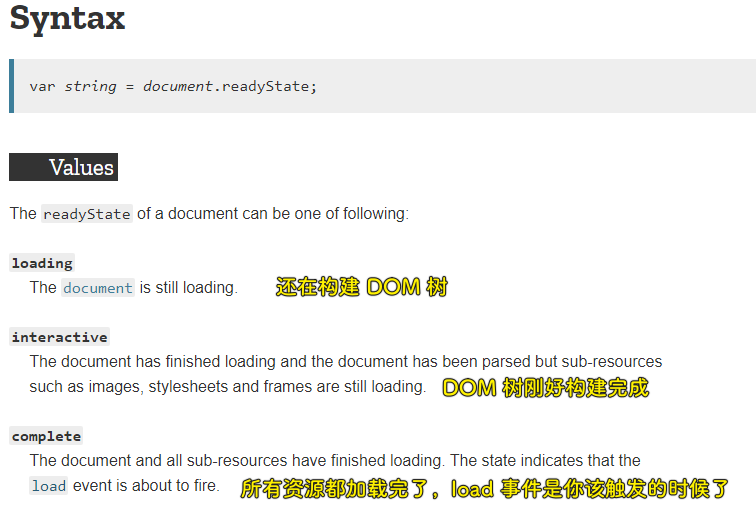 Syntax
var string = document.readyState;
Values
The readyState of a document can be one of following:
loading
The document is still loading. 还在构建 DOM 树
interactive
The document has finished loading and the document has been parsed but sub-resources
such as images, stylesheets and frames are still loading. DOM 树刚好构建完成
complete
The document and all sub-resources have finished loading. The state indicates that the
load event is about to fire. 所有资源都加载完了，load 事件是你该触发的时候了